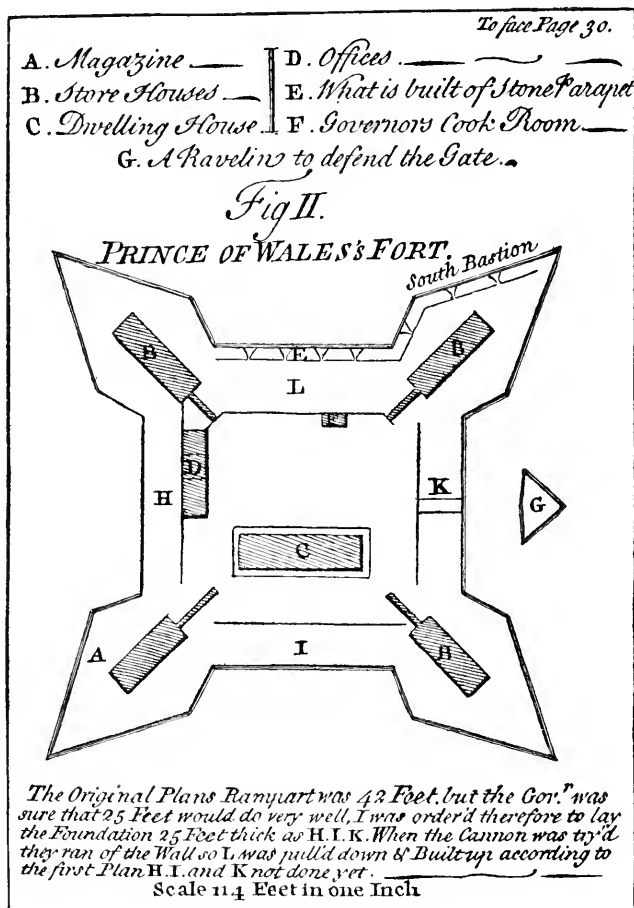 To face Page 30.
A. Magazine
B. Store Houses
C. Dwelling House
D. Offices
E. What is built of Stone Parapet
F. Governors Cook Room
G. A Ravelin to defend the Gate.
Fig II.
PRINCE OF WALES'S FORT.
South Bastion
B
E
B
L
F
D
H
K
G
C
A
I
B
The Original Plans Rampart was 42 Feet, but the Gov.r was
sure that 25 Feet would do very well, I was order'd therefore to lay
the Foundation 25 Feet thick as H.I.K. When the Cannon was try'd
they ran of the Wall so L was pull'd down & Built up according to
the first Plan H.I. and K not done yet.
Scale 114 Feet in one Inch